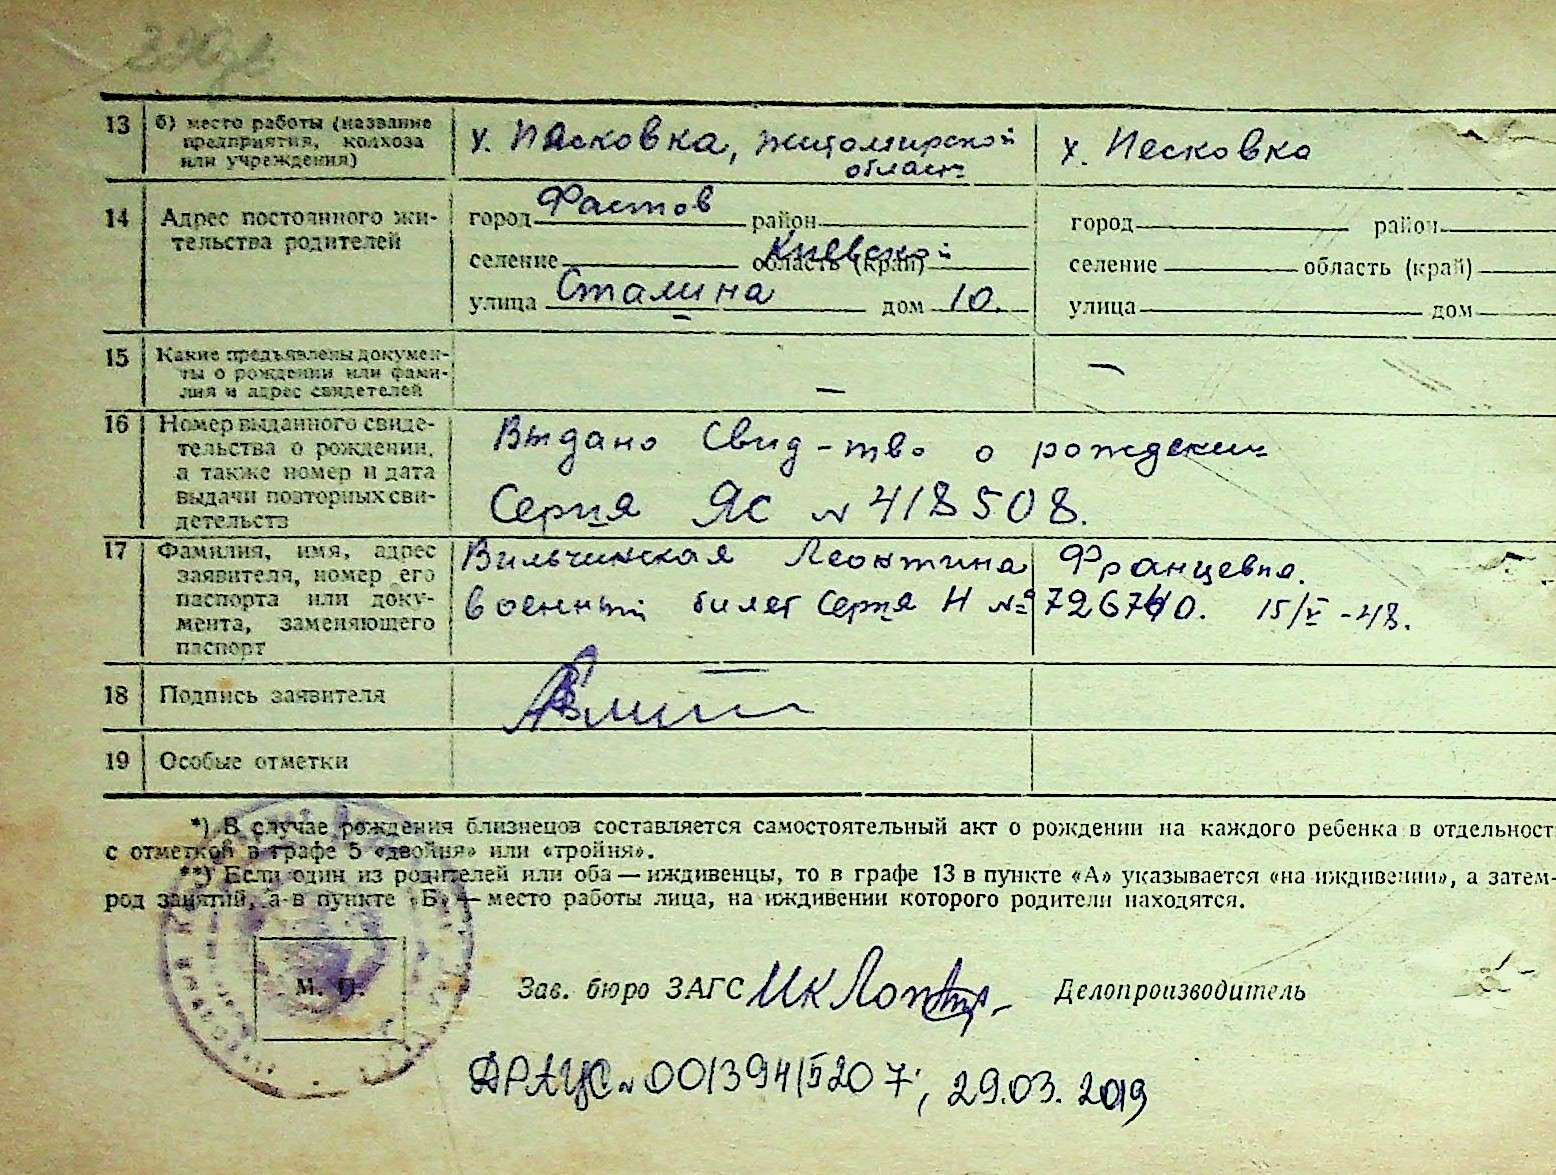 13 б) место работы (название предприятия, колхоза или учреждения)
х. Пясковка, Житомирской х. Песковка
област
14 Адрес постоянного жительства родителей
город Фастов район город район
селение область (край) Киевской селение область (край)
улица Сталина дом 10. улица дом
15 Какие предъявлены документы о рождении или фамилия и адрес свидетелей
— —
16 Номер выданного свидетельства о рождении, а также номер и дата выдачи повторных свидетельств
Выдано Свид-тво о рождении
Серия ЯС № 418508.
17 Фамилия, имя, адрес заявителя, номер его паспорта или документа, заменяющего паспорт
Вильчинская Леонтина Францевна.
военный билет Серия Н № 15/V -48.
18 Подпись заявителя
19 Особые отметки
*) В случае рождения близнецов составляется самостоятельный акт о рождении на каждого ребенка в отдельност
с отметкой в графе 5 «двойня» или «тройня».
**) Если один из родителей или оба — иждивенцы, то в графе 13 в пункте «А» указывается «на иждивении», а затем-
род занятий, а в пункте «Б» — место работы лица, на иждивении которого родители находятся.
М. П.
Зав. бюро ЗАГС Делопроизводитель
ДРАЦС № 00139415207; 29.03.2019